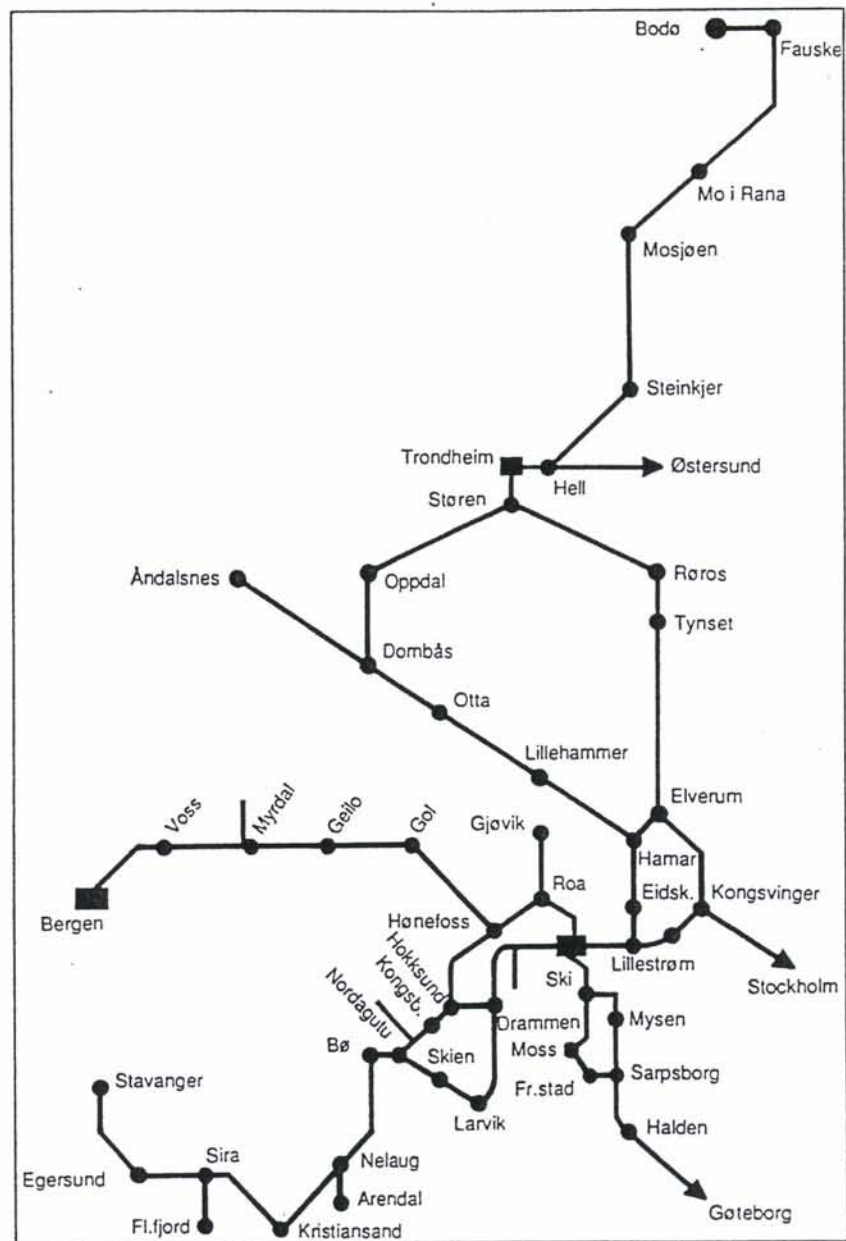 Bodø
Fauske
Mo i Rana
Mosjøen
Steinkjer
Trondheim
Hell
Østersund
Støren
Åndalsnes
Oppdal
Røros
Tynset
Dombås
Otta
Lillehammer
Elverum
Voss
Myrdal
Geilo
Gol
Gjøvik
Hamar
Bergen
Roa
Eidsk.
Kongsvinger
Hønefoss
Hokksund
Kongsb.
Nordagulu
Ski
Lillestrøm
Stockholm
Drammen
Mysen
Bø
Skien
Moss
Stavanger
Fr.stad
Sarpsborg
Larvik
Halden
Sira
Nelaug
Egersund
Arendal
Fl.fjord
Kristiansand
Gøteborg